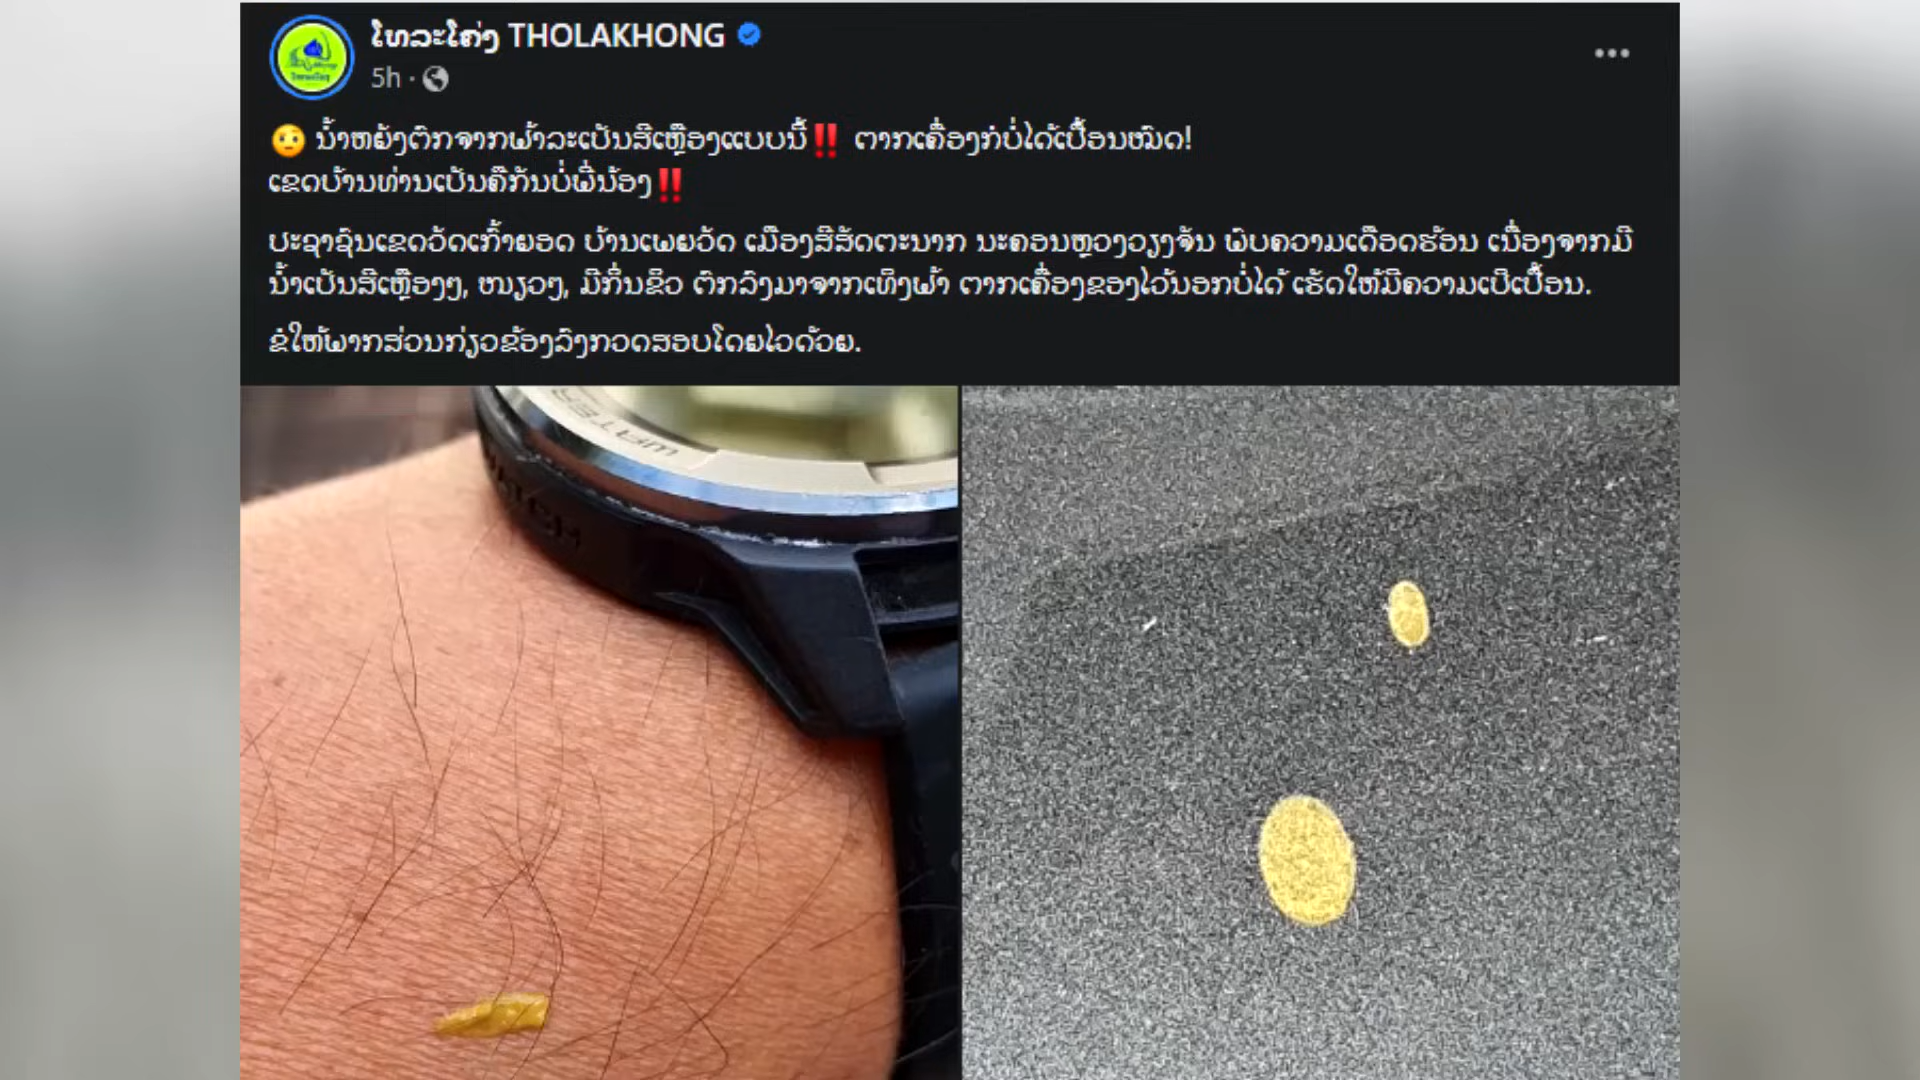 ໂທລະໂຄ່ງ THOLAKHONG
5h ·
😳 ນ້ຳຫຍັງຕົກຈາກຟ້າລະເປັນສີເຫຼືອງແບບນີ້‼️ ຕາກເຄື່ອງກໍບໍ່ໄດ້ເປື້ອນໝົດ!
ເຂດບ້ານທ່ານເປັນຄືກັນບໍ່ພີ່ນ້ອງ‼️
ປະຊາຊົນເຂດວັດເກົ້າຍອດ ບ້ານເພຍວັດ ເມືອງສີສັດຕະນາກ ນະຄອນຫຼວງວຽງຈັນ ພົບຄວາມເດືອດຮ້ອນ ເນື່ອງຈາກມີ
ນ້ຳເປັນສີເຫຼືອງໆ, ໜຽວໆ, ມີກິ່ນຂິວ ຕົກລົງມາຈາກເທິງຟ້າ ຕາກເຄື່ອງຂອງໄວ້ນອກບໍ່ໄດ້ ເຮັດໃຫ້ມີຄວາມເປີເປື້ອນ.
ຂໍໃຫ້ພາກສ່ວນກ່ຽວຂ້ອງລົງກວດສອບໂດຍໄວດ້ວຍ.
WATER